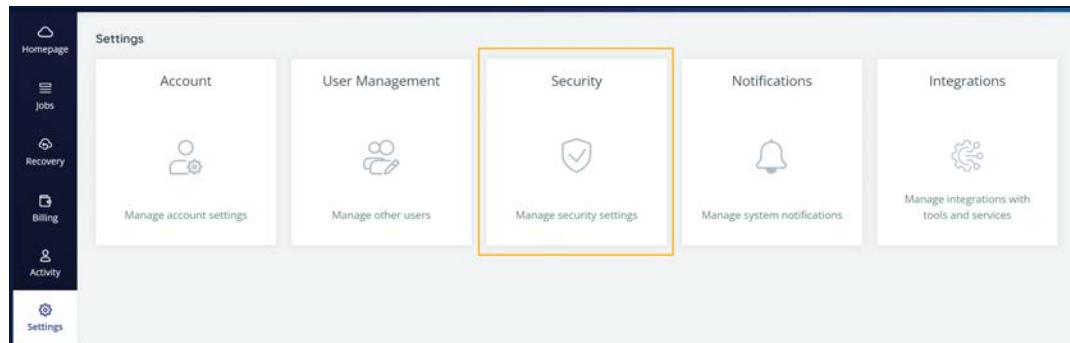 Homepage
Jobs
Recovery
Billing
Activity
Settings
Settings
Account
Manage account settings
User Management
Manage other users
Security
Manage security settings
Notifications
Manage system notifications
Integrations
Manage integrations with
tools and services